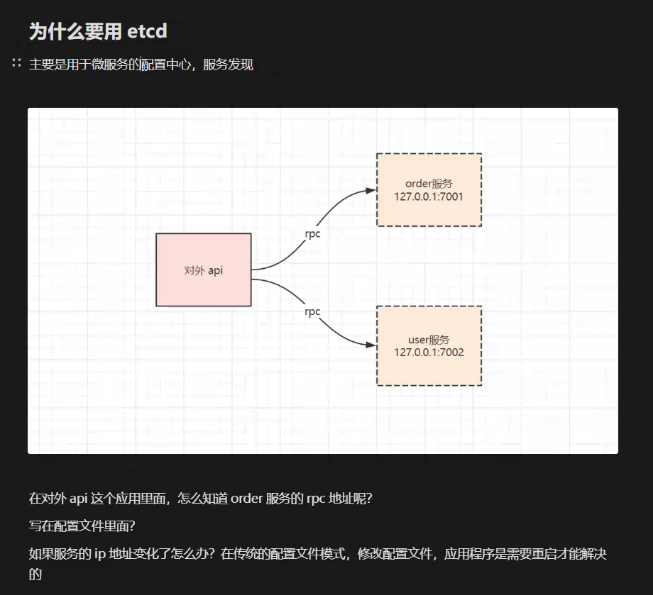 为什么要用 etcd
主要是用于微服务的配置中心，服务发现
order服务
127.0.0.1:7001
rpc
对外 api
rpc
user服务
127.0.0.1:7002
在对外 api 这个应用里面，怎么知道 order 服务的 rpc 地址呢？
写在配置文件里面？
如果服务的 ip 地址变化了怎么办？在传统的配置文件模式，修改配置文件，应用程序是需要重启才能解决
的